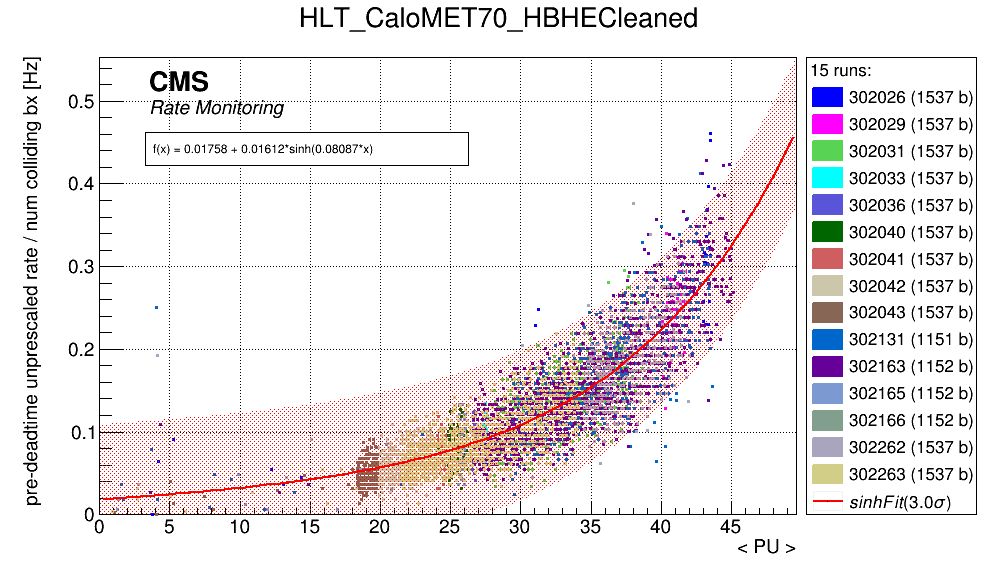 HLT_CaloMET70_HBHECleaned
pre-deadtime unprescaled rate / num colliding bx [Hz]
CMS
Rate Monitoring
f(x) = 0.01758 + 0.01612*sinh(0.08087*x)
0.5
0.4
0.3
0.2
0.1
0
0 5 10 15 20 25 30 35 40 45
< PU >
15 runs:
302026 (1537 b)
302029 (1537 b)
302031 (1537 b)
302033 (1537 b)
302036 (1537 b)
302040 (1537 b)
302041 (1537 b)
302042 (1537 b)
302043 (1537 b)
302131 (1151 b)
302163 (1152 b)
302165 (1152 b)
302166 (1152 b)
302262 (1537 b)
302263 (1537 b)
sinhFit(3.0σ)